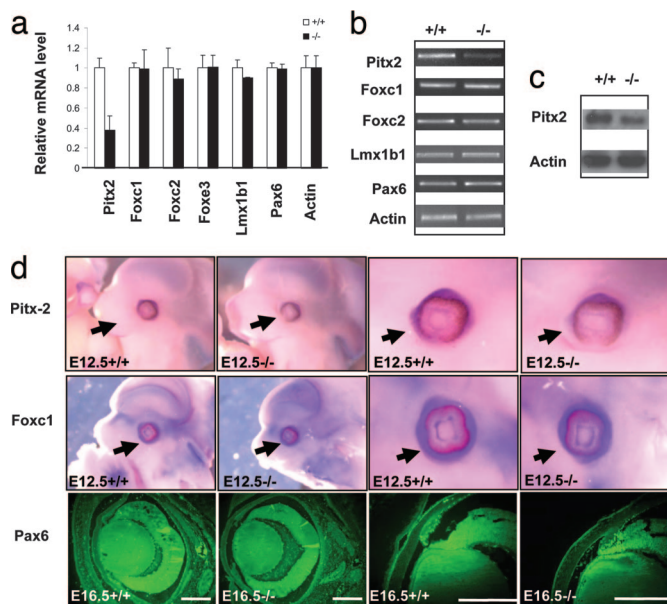 a
+/+
-/-
Relative mRNA level
1.4
1.2
1
0.8
0.6
0.4
0.2
0
Pitx2
Foxc1
Foxc2
Foxe3
Lmx1b1
Pax6
Actin
b
+/+ -/-
Pitx2
Foxc1
Foxc2
Lmx1b1
Pax6
Actin
c
+/+ -/-
Pitx2
Actin
d
Pitx-2
E12.5+/+
E12.5-/-
E12.5+/+
E12.5-/-
Foxc1
E12.5+/+
E12.5-/-
E12.5+/+
E12.5-/-
Pax6
E16.5+/+
E16.5-/-
E16.5+/+
E16.5-/-